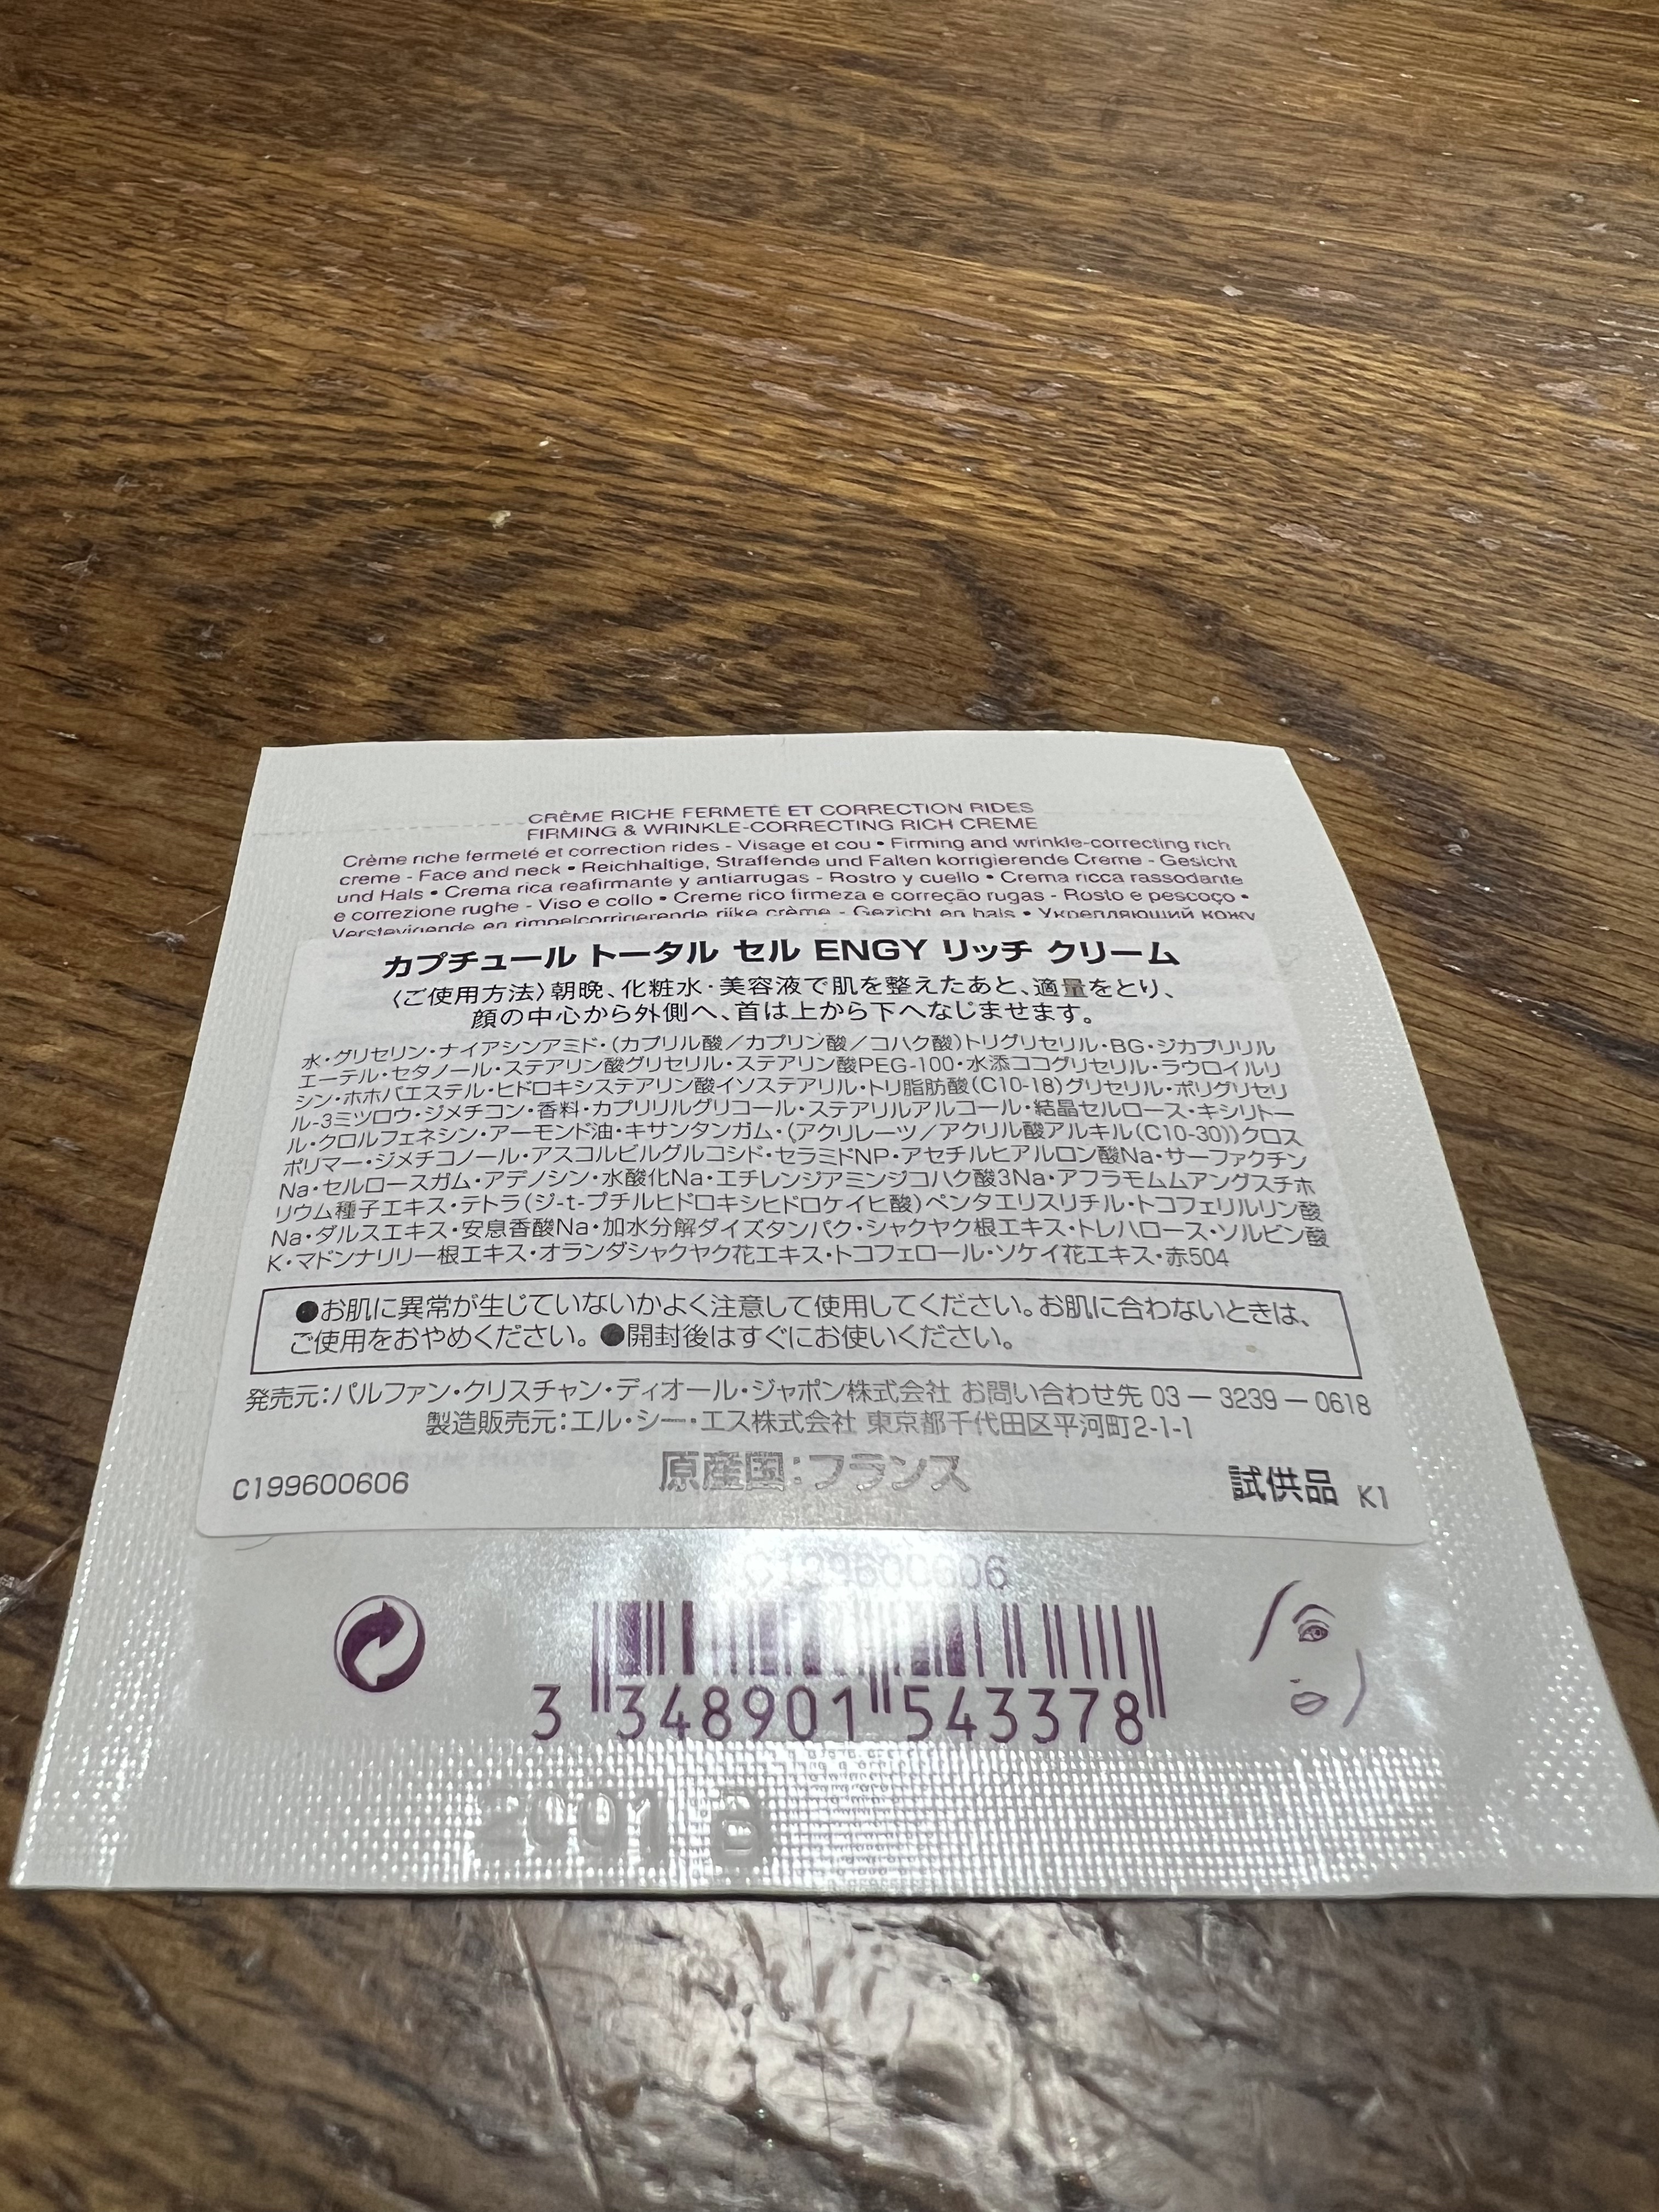 CRÈME RICHE FERMETÉ ET CORRECTION RIDES
FIRMING & WRINKLE-CORRECTING RICH CREME
Crème riche fermeté et correction rides - Visage et cou • Firming and wrinkle-correcting rich
creme - Face and neck • Reichhaltige, Straffende und Falten korrigierende Creme - Gesicht
und Hals • Crema rica reafirmante y antiarrugas - Rostro y cuello • Crema ricca rassodante
e correzione rughe - Viso e collo • Creme rico firmeza e correção rugas - Rosto e pescoço •
Verstevigende en rimpelcorrigerende rijke crème - Gezicht en hals • Укрепляющий кожу
カプチュール トータル セル ENGY リッチ クリーム
〈ご使用方法〉朝晩、化粧水・美容液で肌を整えたあと、適量をとり、
顔の中心から外側へ、首は上から下へなじませます。
水・グリセリン・ナイアシンアミド・(カプリル酸/カプリン酸/コハク酸)トリグリセリル・BG・ジカプリリル
エーテル・セタノール・ステアリン酸グリセリル・ステアリン酸PEG-100・水添ココグリセリル・ラウロイルリ
シン・ホホバエステル・ヒドロキシステアリン酸イソステアリル・トリ脂肪酸(C10-18)グリセリル・ポリグリセリ
ル-3ミツロウ・ジメチコン・香料・カプリリルグリコール・ステアリルアルコール・結晶セルロース・キシリトー
ル・クロルフェネシン・アーモンド油・キサンタンガム・(アクリレーツ/アクリル酸アルキル(C10-30))クロス
ポリマー・ジメチコノール・アスコルビルグルコシド・セラミドNP・アセチルヒアルロン酸Na・サーファクチン
Na・セルロースガム・アデノシン・水酸化Na・エチレンジアミンジコハク酸3Na・アフラモムムアングスチホ
リウム種子エキス・テトラ(ジ-t-ブチルヒドロキシヒドロケイヒ酸)ペンタエリスリチル・トコフェリルリン酸
Na・ダルスエキス・安息香酸Na・加水分解ダイズタンパク・シャクヤク根エキス・トレハロース・ソルビン酸
K・マドンナリリー根エキス・オランダシャクヤク花エキス・トコフェロール・ソケイ花エキス・赤504
●お肌に異常が生じていないかよく注意して使用してください。お肌に合わないときは、
ご使用をおやめください。●開封後はすぐにお使いください。
発売元:パルファン・クリスチャン・ディオール・ジャポン株式会社 お問い合わせ先 03－3239－0618
製造販売元:エル・シー・エス株式会社 東京都千代田区平河町2-1-1
原産国:フランス
C199600606
試供品 K1
C199600606
3 348901 543378
2001 a